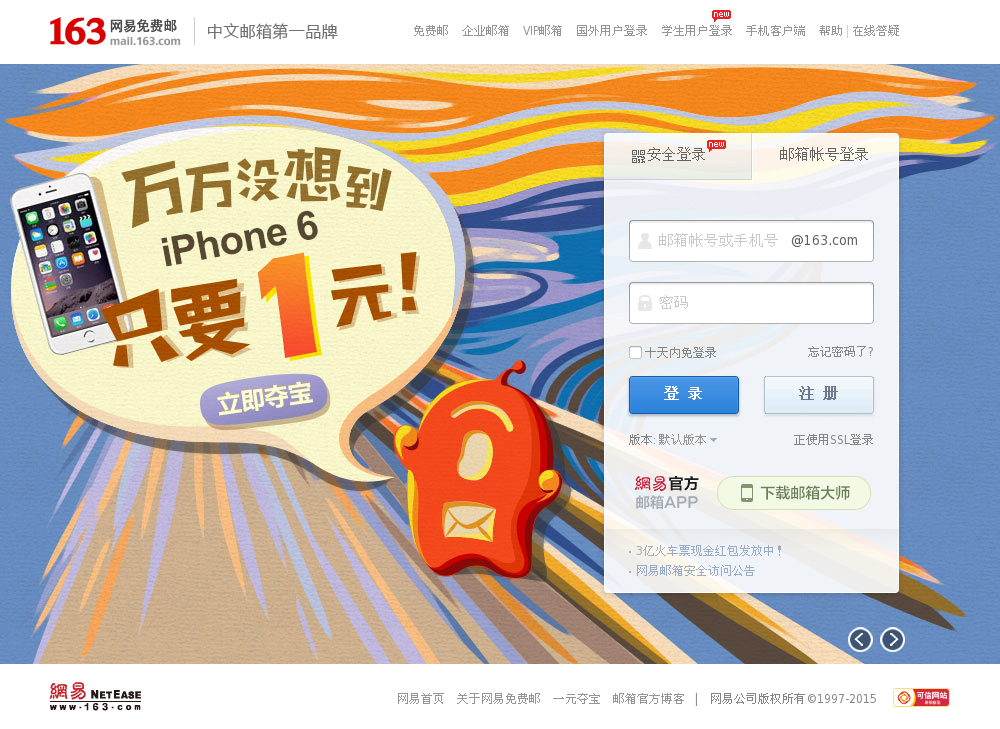 163 网易免费邮
mail.163.com
中文邮箱第一品牌
免费邮 企业邮箱 VIP邮箱 国外用户登录 学生用户登录 new 手机客户端 帮助 | 在线答疑
万万没想到
iPhone 6
只要1元!
立即夺宝
安全登录 new
邮箱帐号登录
邮箱帐号或手机号 @163.com
密码
十天内免登录 忘记密码了?
登 录 注 册
版本: 默认版本 正使用SSL登录
網易官方
邮箱APP
下载邮箱大师
· 3亿火车票现金红包发放中!
· 网易邮箱安全访问公告
網易 NETEASE
www.163.com
网易首页 关于网易免费邮 一元夺宝 邮箱官方博客 | 网易公司版权所有©1997-2015
可信网站